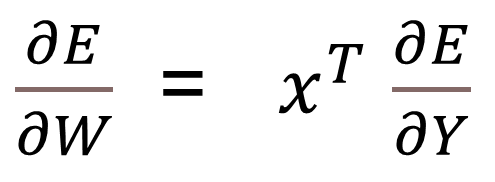 ∂E/∂W = x^T ∂E/∂Y